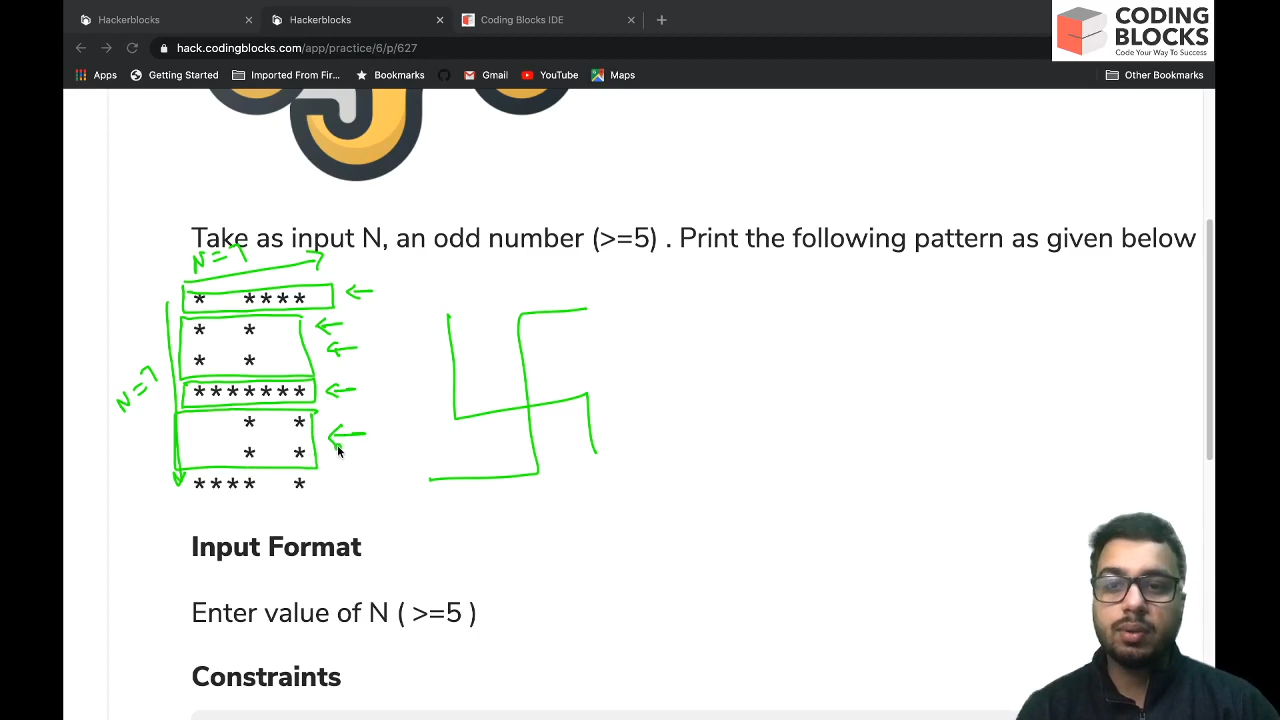 Hackerblocks × Hackerblocks × Coding Blocks IDE × +
hack.codingblocks.com/app/practice/6/p/627
Apps Getting Started Imported From Fir... Bookmarks Gmail YouTube Maps Other Bookmarks
CODING
BLOCKS
Code Your Way To Success
Take as input N, an odd number (>=5) . Print the following pattern as given below
N=7
N=7
*   ****
*  *
*  *
*******
   *  *
   *  *
****  *
Input Format
Enter value of N ( >=5 )
Constraints